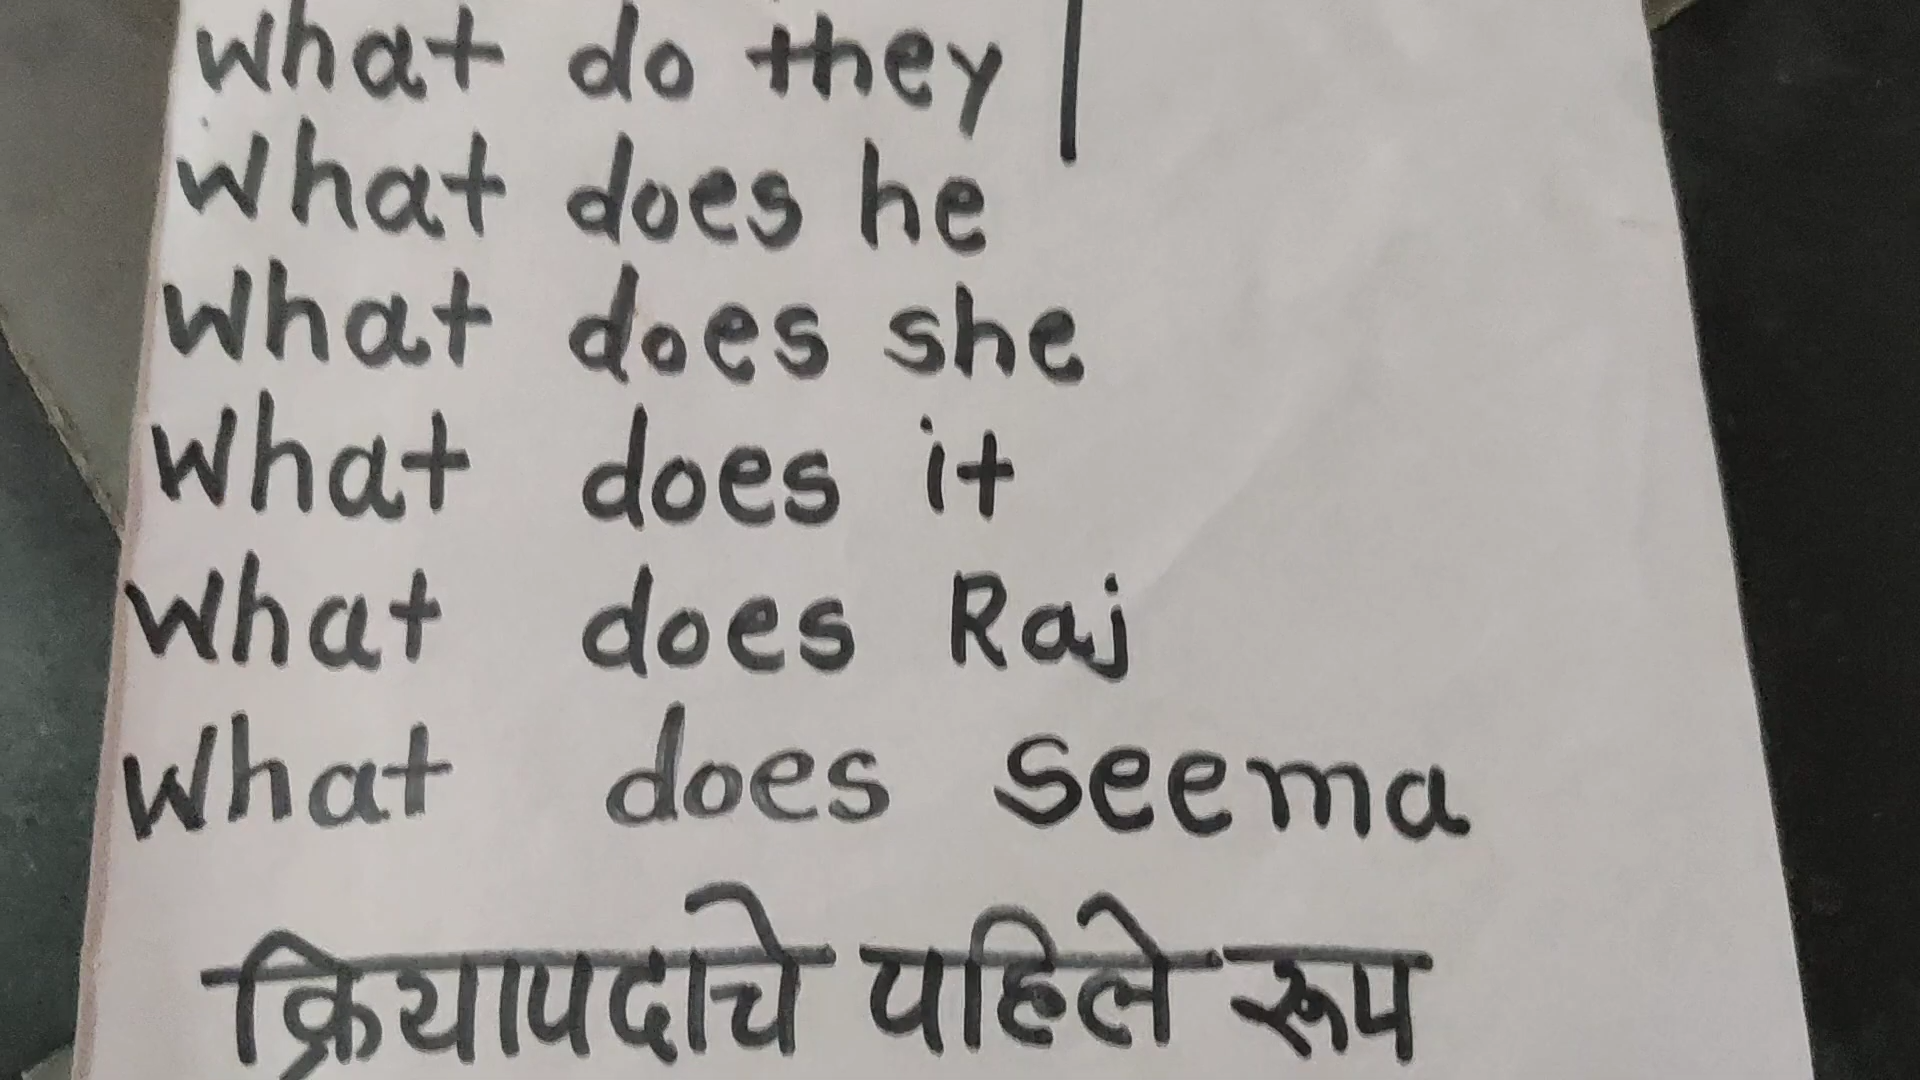 what do they
what does he
what does she
what does it
what does Raj
what does seema
क्रियापदाचे पहिले रूप